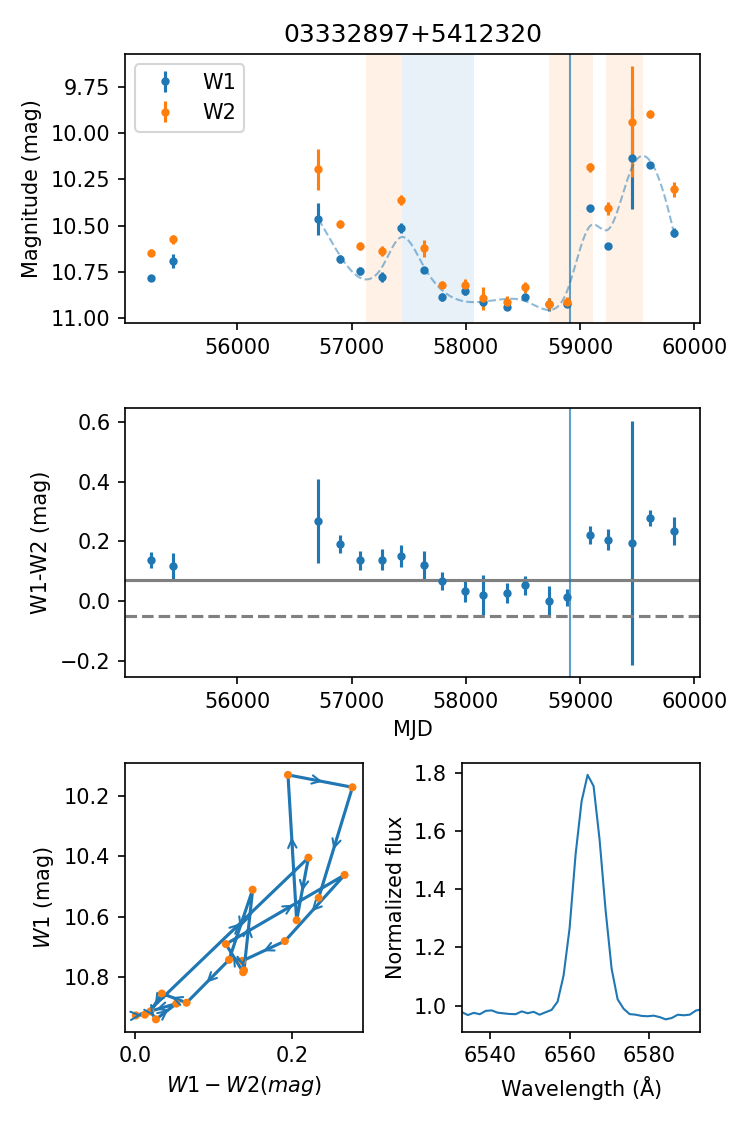 03332897+5412320
Magnitude (mag)
W1
W2
9.75
10.00
10.25
10.50
10.75
11.00
56000 57000 58000 59000 60000
W1-W2 (mag)
0.6
0.4
0.2
0.0
−0.2
56000 57000 58000 59000 60000
MJD
W1 (mag)
10.2
10.4
10.6
10.8
0.0 0.2
W1 − W2(mag)
Normalized flux
1.8
1.6
1.4
1.2
1.0
6540 6560 6580
Wavelength (Å)